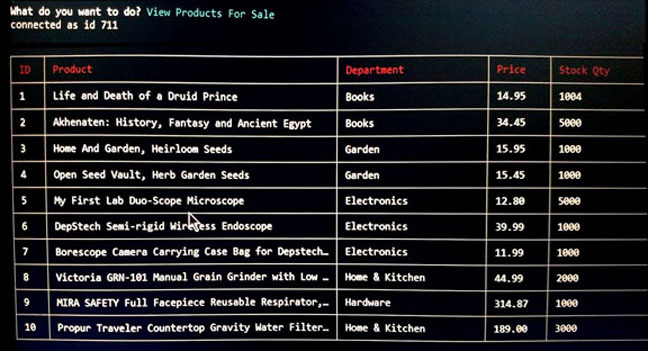 What do you want to do? View Products For Sale
connected as id 711
ID Product Department Price Stock Qty
1 Life and Death of a Druid Prince Books 14.95 1004
2 Akhenaten: History, Fantasy and Ancient Egypt Books 34.45 5000
3 Home And Garden, Heirloom Seeds Garden 15.95 1000
4 Open Seed Vault, Herb Garden Seeds Garden 15.45 1000
5 My First Lab Duo-Scope Microscope Electronics 12.80 5000
6 DepStech Semi-rigid Wireless Endoscope Electronics 39.99 1000
7 Borescope Camera Carrying Case Bag for Depstech… Electronics 11.99 1000
8 Victoria GRN-101 Manual Grain Grinder with Low … Home & Kitchen 44.99 2000
9 MIRA SAFETY Full Facepiece Reusable Respirator,… Hardware 314.87 1000
10 Propur Traveler Countertop Gravity Water Filter… Home & Kitchen 189.00 3000